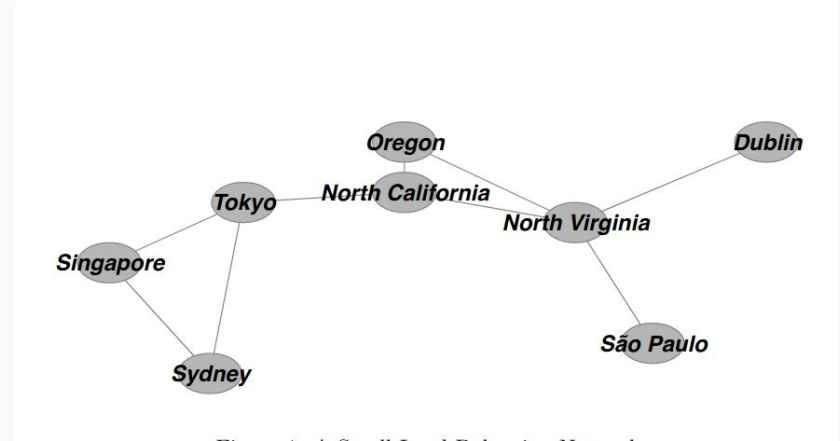 Oregon
Dublin
North California
Tokyo
North Virginia
Singapore
São Paulo
Sydney